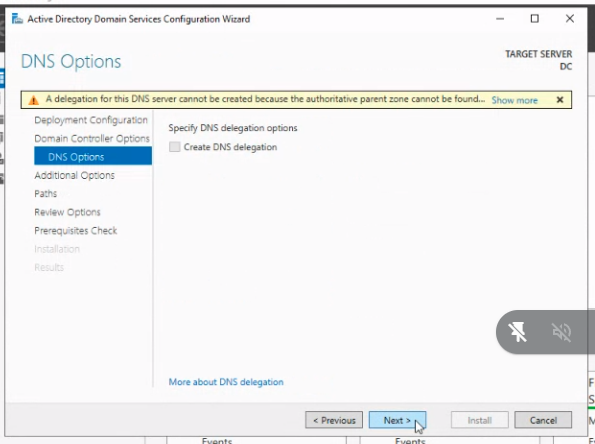 Active Directory Domain Services Configuration Wizard
DNS Options
TARGET SERVER
DC
A delegation for this DNS server cannot be created because the authoritative parent zone cannot be found... Show more
Deployment Configuration
Domain Controller Options
DNS Options
Additional Options
Paths
Review Options
Prerequisites Check
Installation
Results
Specify DNS delegation options
Create DNS delegation
More about DNS delegation
< Previous
Next >
Install
Cancel
Events
Events